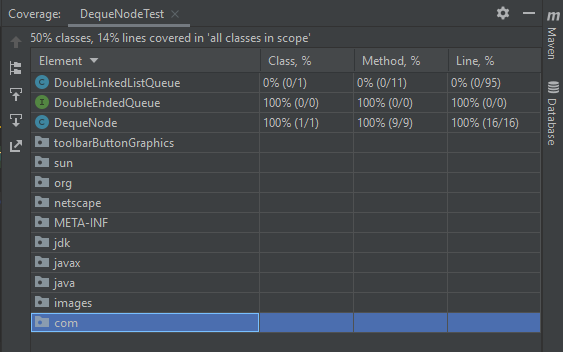 Coverage: DequeNodeTest
50% classes, 14% lines covered in 'all classes in scope'
Element Class, % Method, % Line, %
DoubleLinkedListQueue 0% (0/1) 0% (0/11) 0% (0/95)
DoubleEndedQueue 100% (0/0) 100% (0/0) 100% (0/0)
DequeNode 100% (1/1) 100% (9/9) 100% (16/16)
toolbarButtonGraphics
sun
org
netscape
META-INF
jdk
javax
java
images
com
m
Maven
Database